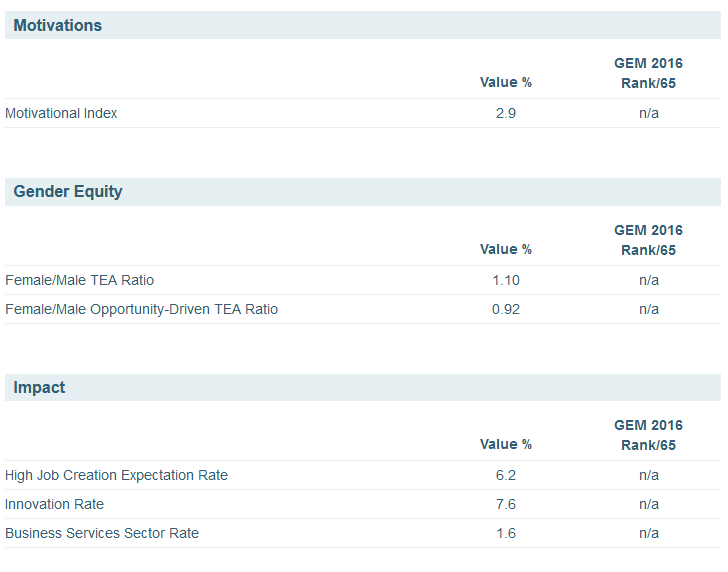 Motivations
Value %
GEM 2016
Rank/65
Motivational Index 2.9 n/a
Gender Equity
Value %
GEM 2016
Rank/65
Female/Male TEA Ratio 1.10 n/a
Female/Male Opportunity-Driven TEA Ratio 0.92 n/a
Impact
Value %
GEM 2016
Rank/65
High Job Creation Expectation Rate 6.2 n/a
Innovation Rate 7.6 n/a
Business Services Sector Rate 1.6 n/a